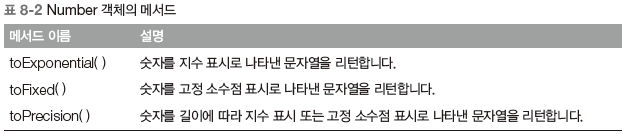 표 8-2 Number 객체의 메서드
메서드 이름 설명
toExponential( ) 숫자를 지수 표시로 나타낸 문자열을 리턴합니다.
toFixed( ) 숫자를 고정 소수점 표시로 나타낸 문자열을 리턴합니다.
toPrecision( ) 숫자를 길이에 따라 지수 표시 또는 고정 소수점 표시로 나타낸 문자열을 리턴합니다.